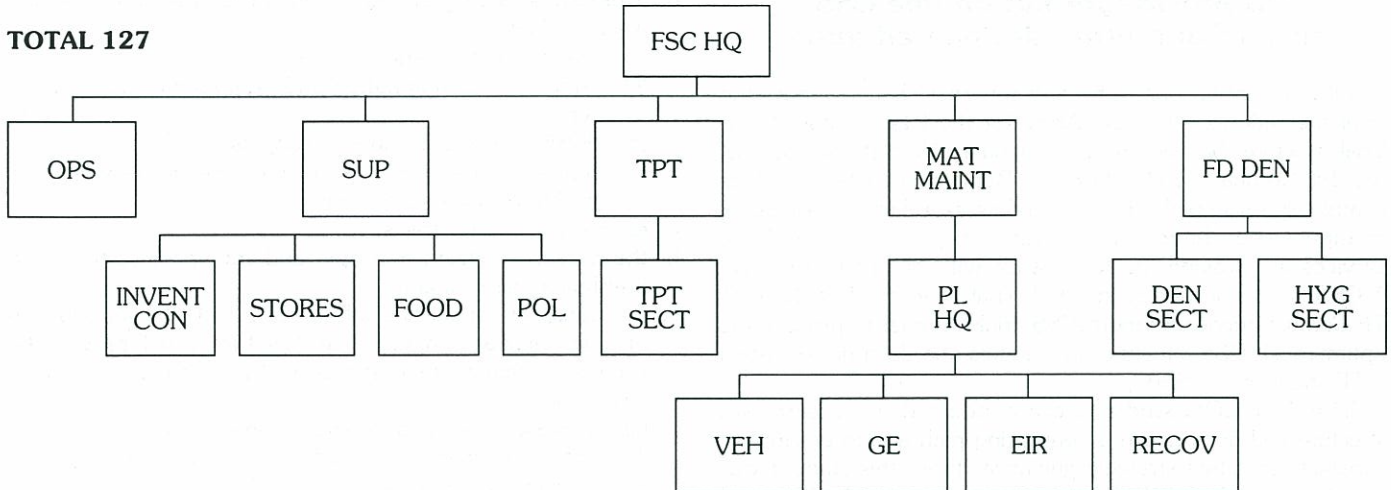 TOTAL 127
FSC HQ
OPS
SUP
TPT
MAT
MAINT
FD DEN
INVENT
CON
STORES
FOOD
POL
TPT
SECT
PL
HQ
DEN
SECT
HYG
SECT
VEH
GE
EIR
RECOV